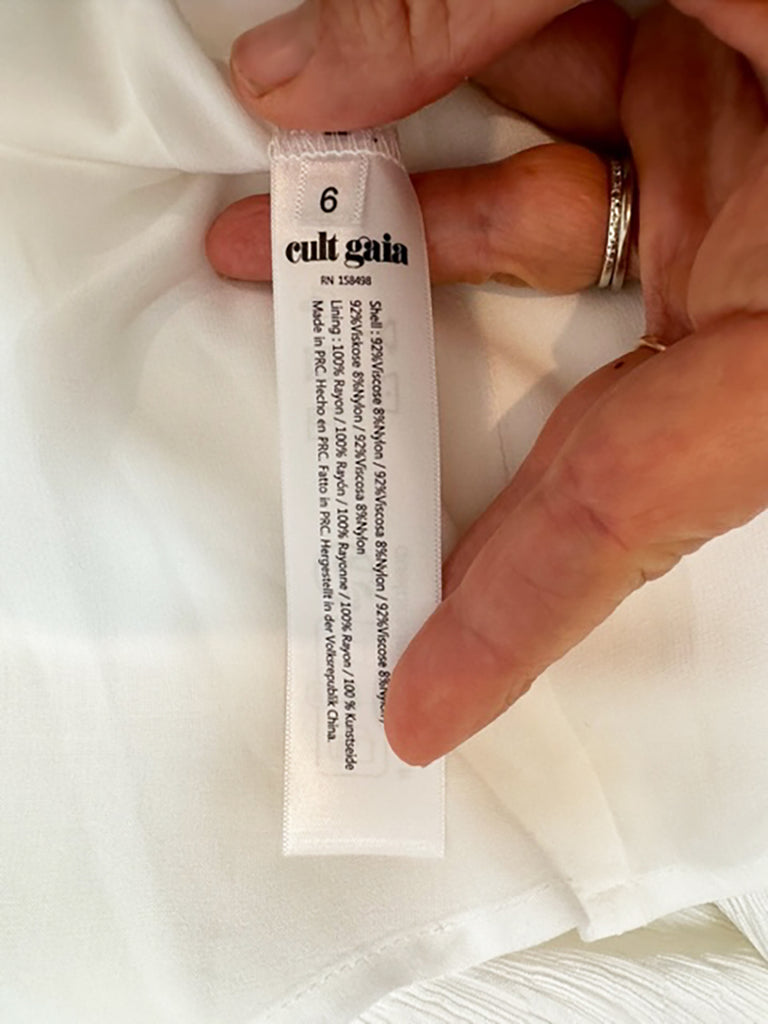 6
cult gaia
RN 158498
Shell : 92%Viscose 8%Nylon / 92%Viscosa 8%Nylon / 92%Viscose 8%Nylon/
92%Viskose 8%Nylon / 92%Viscosa 8%Nylon
Lining : 100% Rayon / 100% Rayón / 100% Rayonne / 100% Rayon / 100 % Kunstseide
Made in PRC. Hecho en PRC. Fatto in PRC. Hergestellt in der Volksrepublik China.